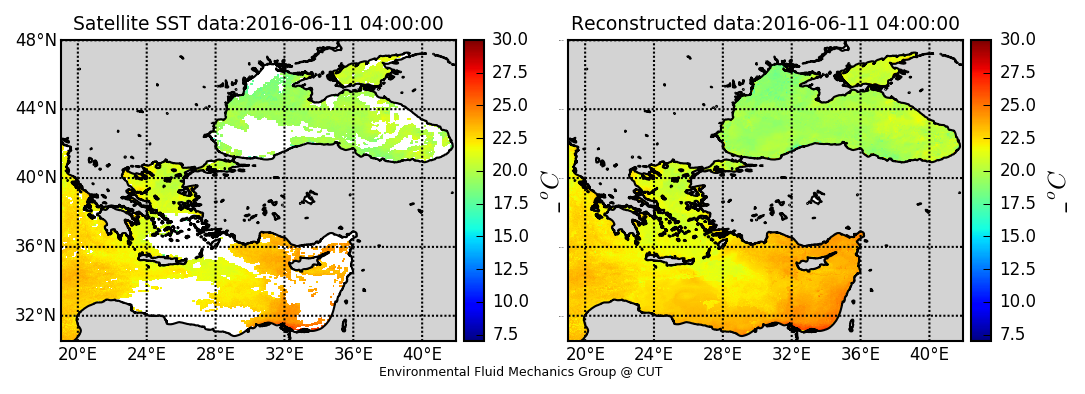 Satellite SST data:2016-06-11 04:00:00
48°N
44°N
40°N
36°N
32°N
20°E 24°E 28°E 32°E 36°E 40°E
30.0
27.5
25.0
22.5
20.0
17.5
15.0
12.5
10.0
7.5
_ °C
Reconstructed data:2016-06-11 04:00:00
20°E 24°E 28°E 32°E 36°E 40°E
30.0
27.5
25.0
22.5
20.0
17.5
15.0
12.5
10.0
7.5
_ °C
Environmental Fluid Mechanics Group @ CUT